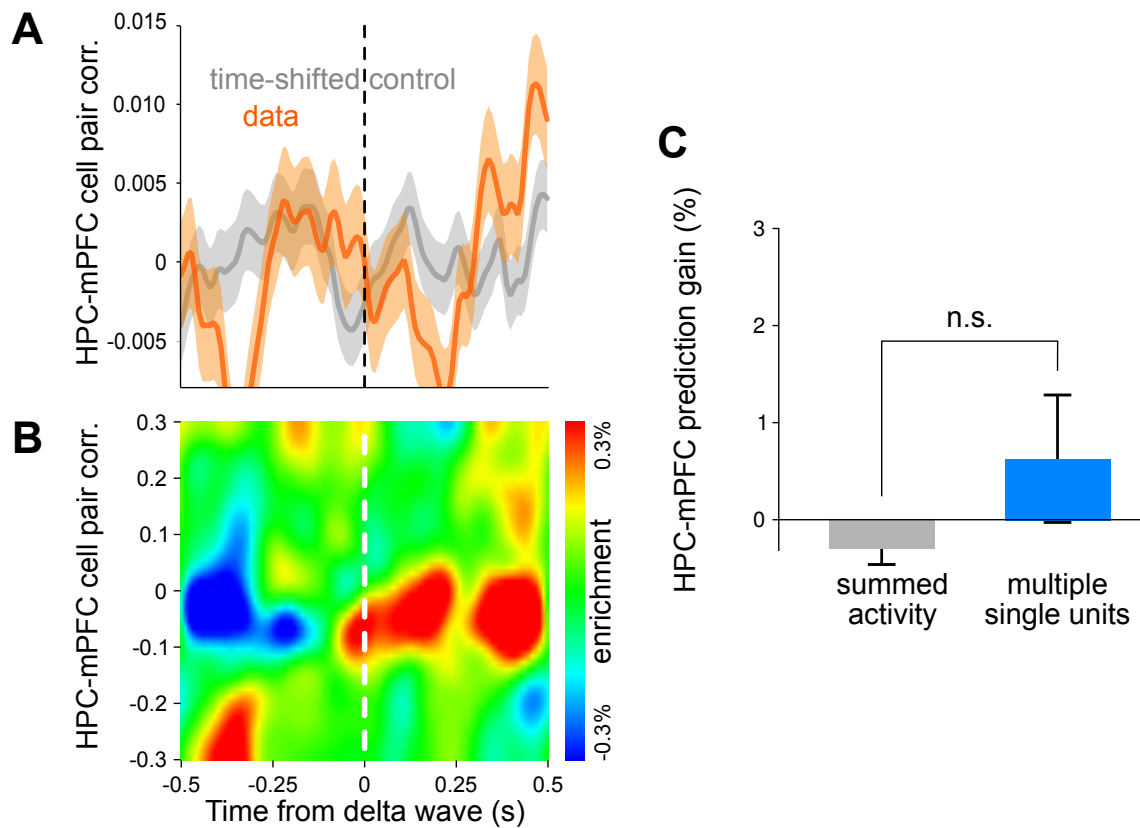 A
HPC-mPFC cell pair corr.
0.015
0.010
0.005
0
-0.005
time-shifted control
data
B
HPC-mPFC cell pair corr.
0.3
0.2
0.1
0
-0.1
-0.2
-0.3
-0.5
-0.25
0
0.25
0.5
Time from delta wave (s)
0.3%
enrichment
-0.3%
C
HPC-mPFC prediction gain (%)
3
2
1
0
n.s.
summed
activity
multiple
single units